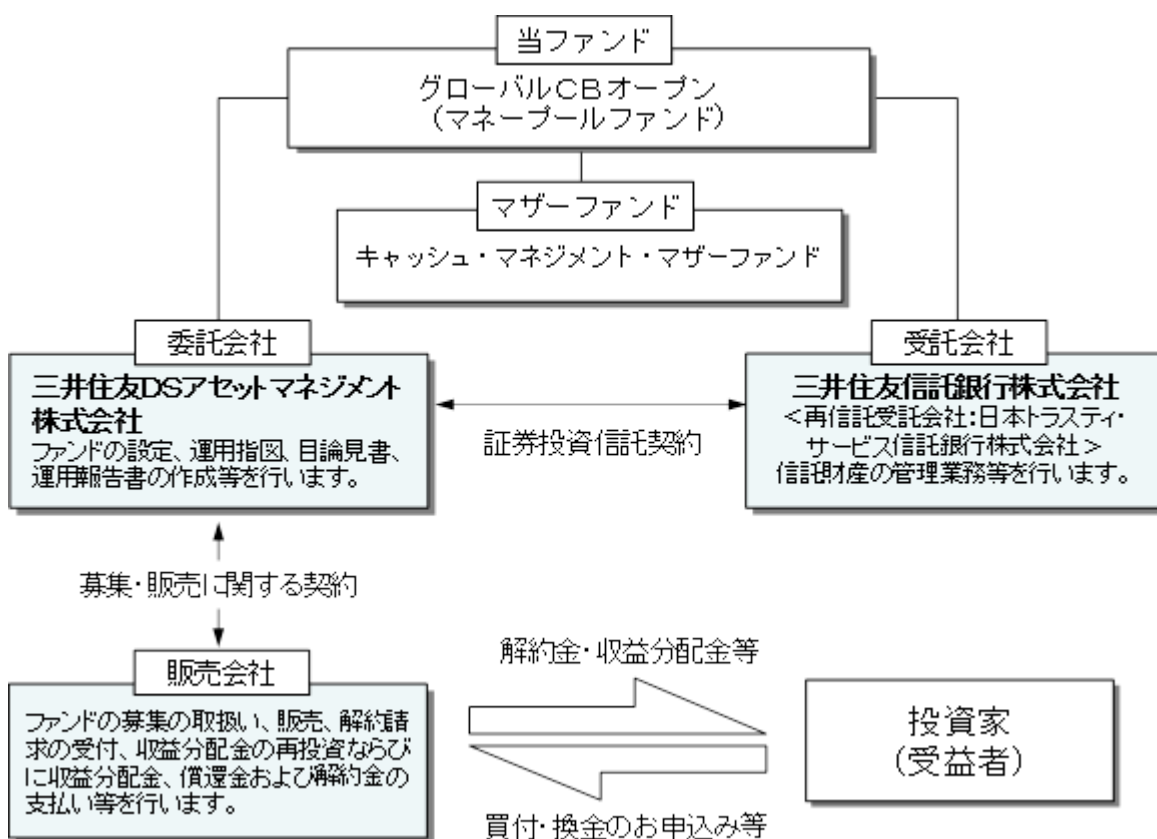 当ファンド
グローバルCBオープン
(マネープールファンド)
マザーファンド
キャッシュ・マネジメント・マザーファンド
委託会社
三井住友DSアセットマネジメント
株式会社
ファンドの設定、運用指図、目論見書、
運用報告書の作成等を行います。
証券投資信託契約
受託会社
三井住友信託銀行株式会社
<再信託受託会社:日本トラスティ・
サービス信託銀行株式会社>
信託財産の管理業務等を行います。
募集・販売に関する契約
販売会社
ファンドの募集の取扱い、販売、解約請
求の受付、収益分配金の再投資ならび
に収益分配金、償還金および解約金の
支払い等を行います。
解約金・収益分配金等
買付・換金のお申込み等
投資家
(受益者)